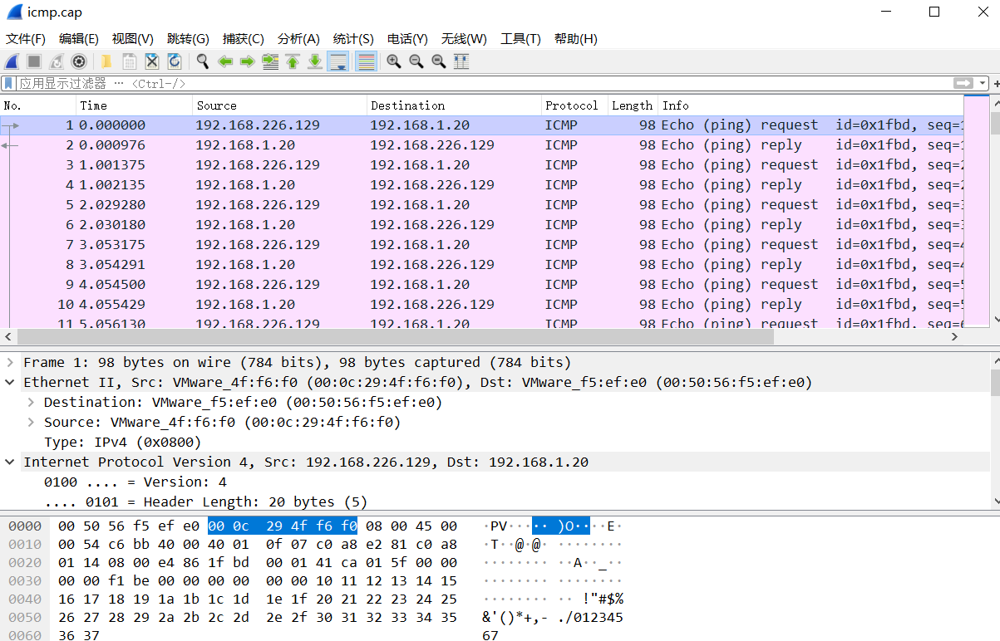 icmp.cap
文件(F) 编辑(E) 视图(V) 跳转(G) 捕获(C) 分析(A) 统计(S) 电话(Y) 无线(W) 工具(T) 帮助(H)
应用显示过滤器 … <Ctrl-/>
No. Time Source Destination Protocol Length Info
1 0.000000 192.168.226.129 192.168.1.20 ICMP 98 Echo (ping) request id=0x1fbd, seq=1
2 0.000976 192.168.1.20 192.168.226.129 ICMP 98 Echo (ping) reply id=0x1fbd, seq=1
3 1.001375 192.168.226.129 192.168.1.20 ICMP 98 Echo (ping) request id=0x1fbd, seq=2
4 1.002135 192.168.1.20 192.168.226.129 ICMP 98 Echo (ping) reply id=0x1fbd, seq=2
5 2.029280 192.168.226.129 192.168.1.20 ICMP 98 Echo (ping) request id=0x1fbd, seq=3
6 2.030180 192.168.1.20 192.168.226.129 ICMP 98 Echo (ping) reply id=0x1fbd, seq=3
7 3.053175 192.168.226.129 192.168.1.20 ICMP 98 Echo (ping) request id=0x1fbd, seq=4
8 3.054291 192.168.1.20 192.168.226.129 ICMP 98 Echo (ping) reply id=0x1fbd, seq=4
9 4.054500 192.168.226.129 192.168.1.20 ICMP 98 Echo (ping) request id=0x1fbd, seq=5
10 4.055429 192.168.1.20 192.168.226.129 ICMP 98 Echo (ping) reply id=0x1fbd, seq=5
11 5.056130 192.168.226.129 192.168.1.20 ICMP 98 Echo (ping) request id=0x1fbd, seq=6
Frame 1: 98 bytes on wire (784 bits), 98 bytes captured (784 bits)
Ethernet II, Src: VMware_4f:f6:f0 (00:0c:29:4f:f6:f0), Dst: VMware_f5:ef:e0 (00:50:56:f5:ef:e0)
Destination: VMware_f5:ef:e0 (00:50:56:f5:ef:e0)
Source: VMware_4f:f6:f0 (00:0c:29:4f:f6:f0)
Type: IPv4 (0x0800)
Internet Protocol Version 4, Src: 192.168.226.129, Dst: 192.168.1.20
0100 .... = Version: 4
.... 0101 = Header Length: 20 bytes (5)
0000 00 50 56 f5 ef e0 00 0c 29 4f f6 f0 08 00 45 00 ·PV····· )O····E·
0010 00 54 c6 bb 40 00 40 01 0f 07 c0 a8 e2 81 c0 a8 ·T··@·@· ········
0020 01 14 08 00 e4 86 1f bd 00 01 41 ca 01 5f 00 00 ········ ··A··_··
0030 00 00 f1 be 00 00 00 00 00 00 10 11 12 13 14 15 ········ ········
0040 16 17 18 19 1a 1b 1c 1d 1e 1f 20 21 22 23 24 25 ········ ·· !"#$%
0050 26 27 28 29 2a 2b 2c 2d 2e 2f 30 31 32 33 34 35 &'()*+,- ./012345
0060 36 37 67